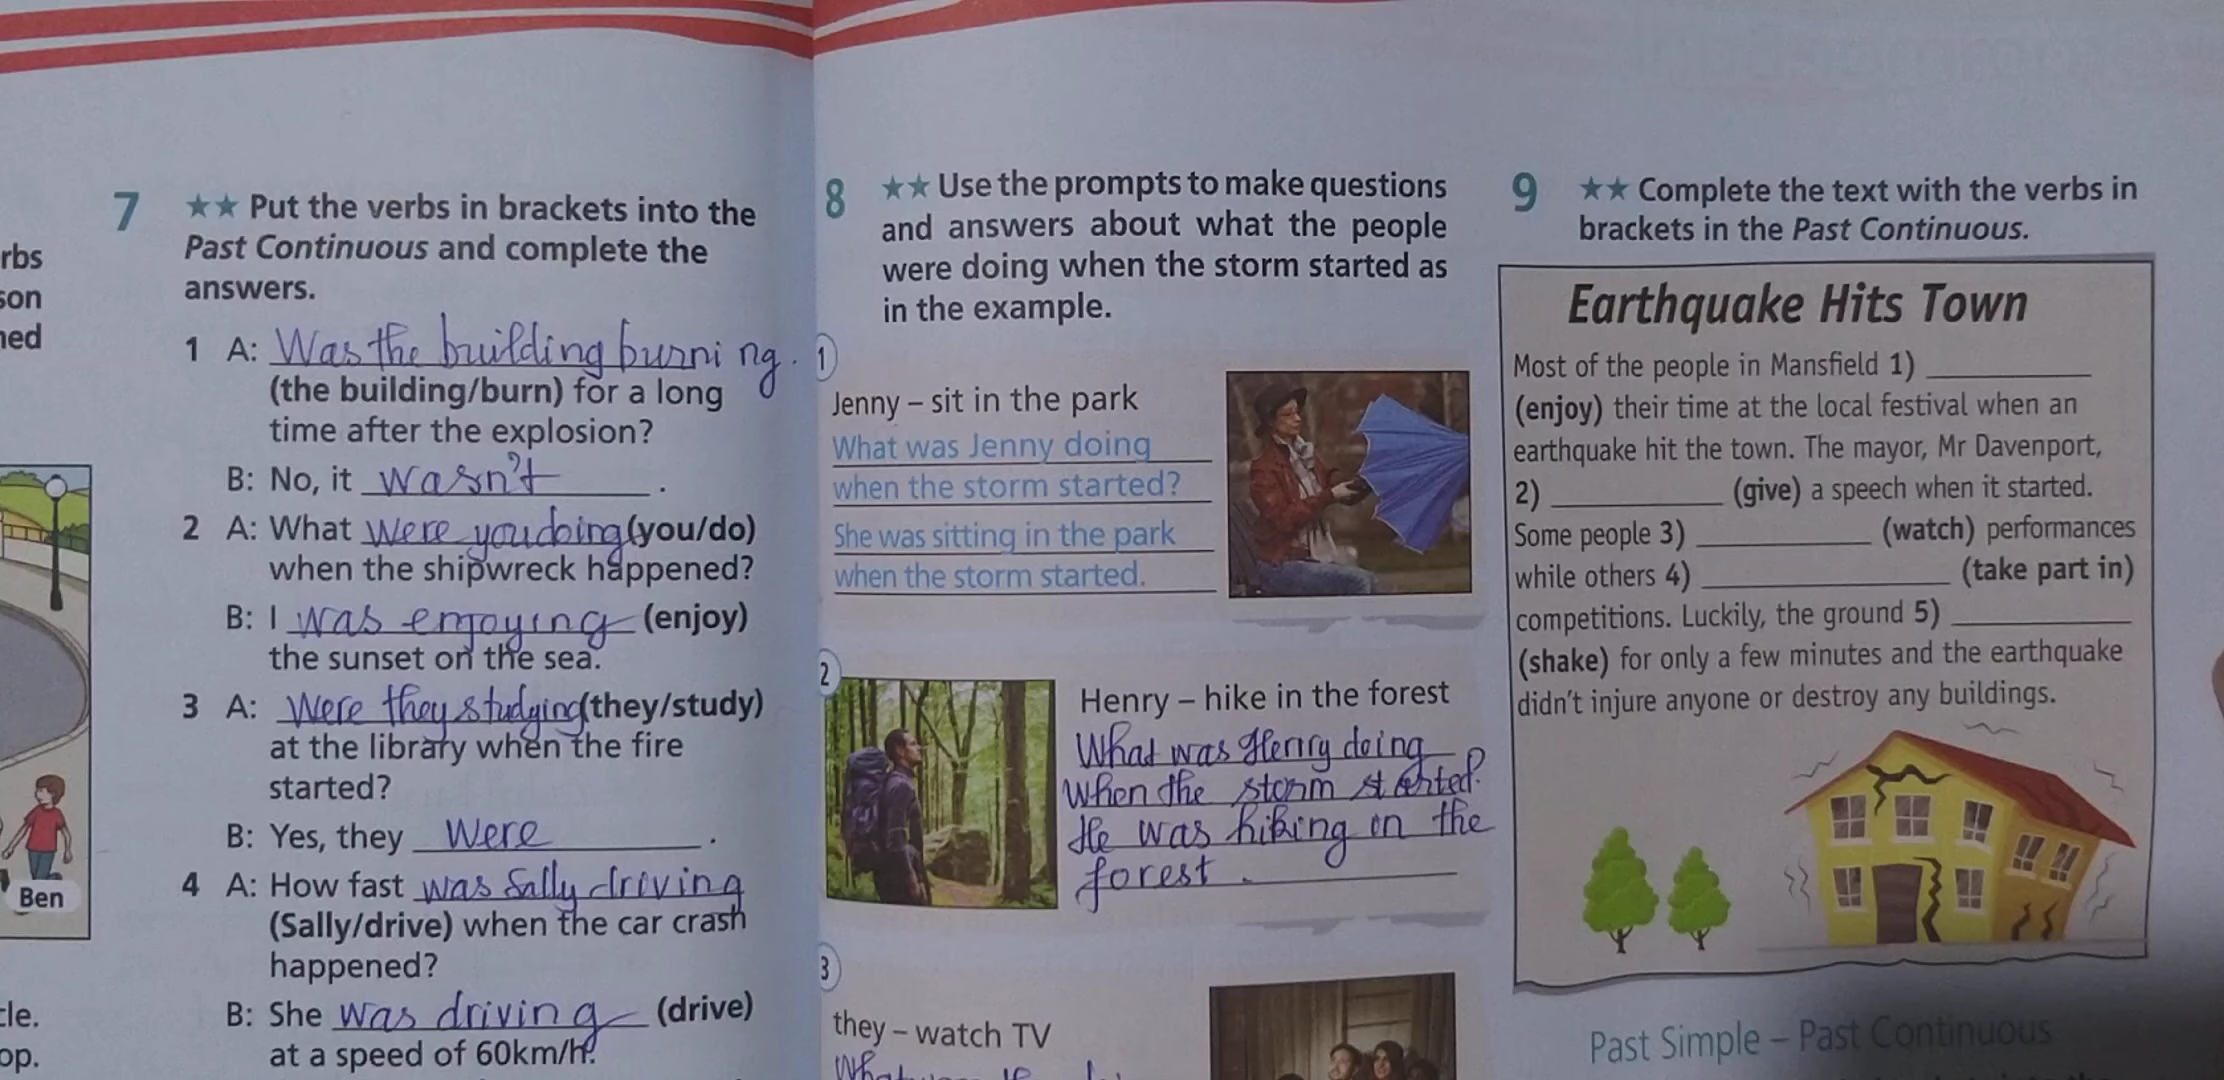 rbs
son
ned
Ben
cle.
op.
7 ★★ Put the verbs in brackets into the
Past Continuous and complete the
answers.
1 A: Was the building burning.
(the building/burn) for a long
time after the explosion?
B: No, it wasn't .
2 A: What were you doing (you/do)
when the shipwreck happened?
B: I was enjoying (enjoy)
the sunset on the sea.
3 A: Were they studying (they/study)
at the library when the fire
started?
B: Yes, they were .
4 A: How fast was Sally driving
(Sally/drive) when the car crash
happened?
B: She was driving (drive)
at a speed of 60km/h.
8 ★★ Use the prompts to make questions
and answers about what the people
were doing when the storm started as
in the example.
1
Jenny – sit in the park
What was Jenny doing
when the storm started?
She was sitting in the park
when the storm started.
2
Henry – hike in the forest
What was Henry doing
when the storm started?
He was hiking in the
forest.
3
they – watch TV
9 ★★ Complete the text with the verbs in
brackets in the Past Continuous.
Earthquake Hits Town
Most of the people in Mansfield 1) ____________
(enjoy) their time at the local festival when an
earthquake hit the town. The mayor, Mr Davenport,
2) ____________ (give) a speech when it started.
Some people 3) ____________ (watch) performances
while others 4) ____________ (take part in)
competitions. Luckily, the ground 5) ____________
(shake) for only a few minutes and the earthquake
didn't injure anyone or destroy any buildings.
Past Simple – Past Continuous